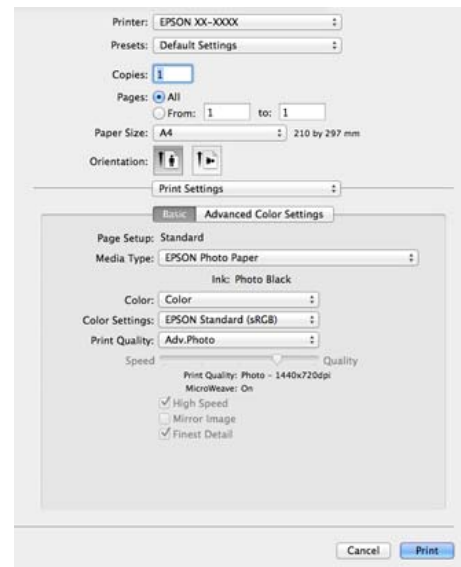 Printer: EPSON XX-XXXX
Presets: Default Settings
Copies: 1
Pages: All
From: 1 to: 1
Paper Size: A4 210 by 297 mm
Orientation:
Print Settings
Basic Advanced Color Settings
Page Setup: Standard
Media Type: EPSON Photo Paper
Ink: Photo Black
Color: Color
Color Settings: EPSON Standard (sRGB)
Print Quality: Adv.Photo
Speed Quality
Print Quality: Photo - 1440x720dpi
MicroWeave: On
High Speed
Mirror Image
Finest Detail
Cancel Print